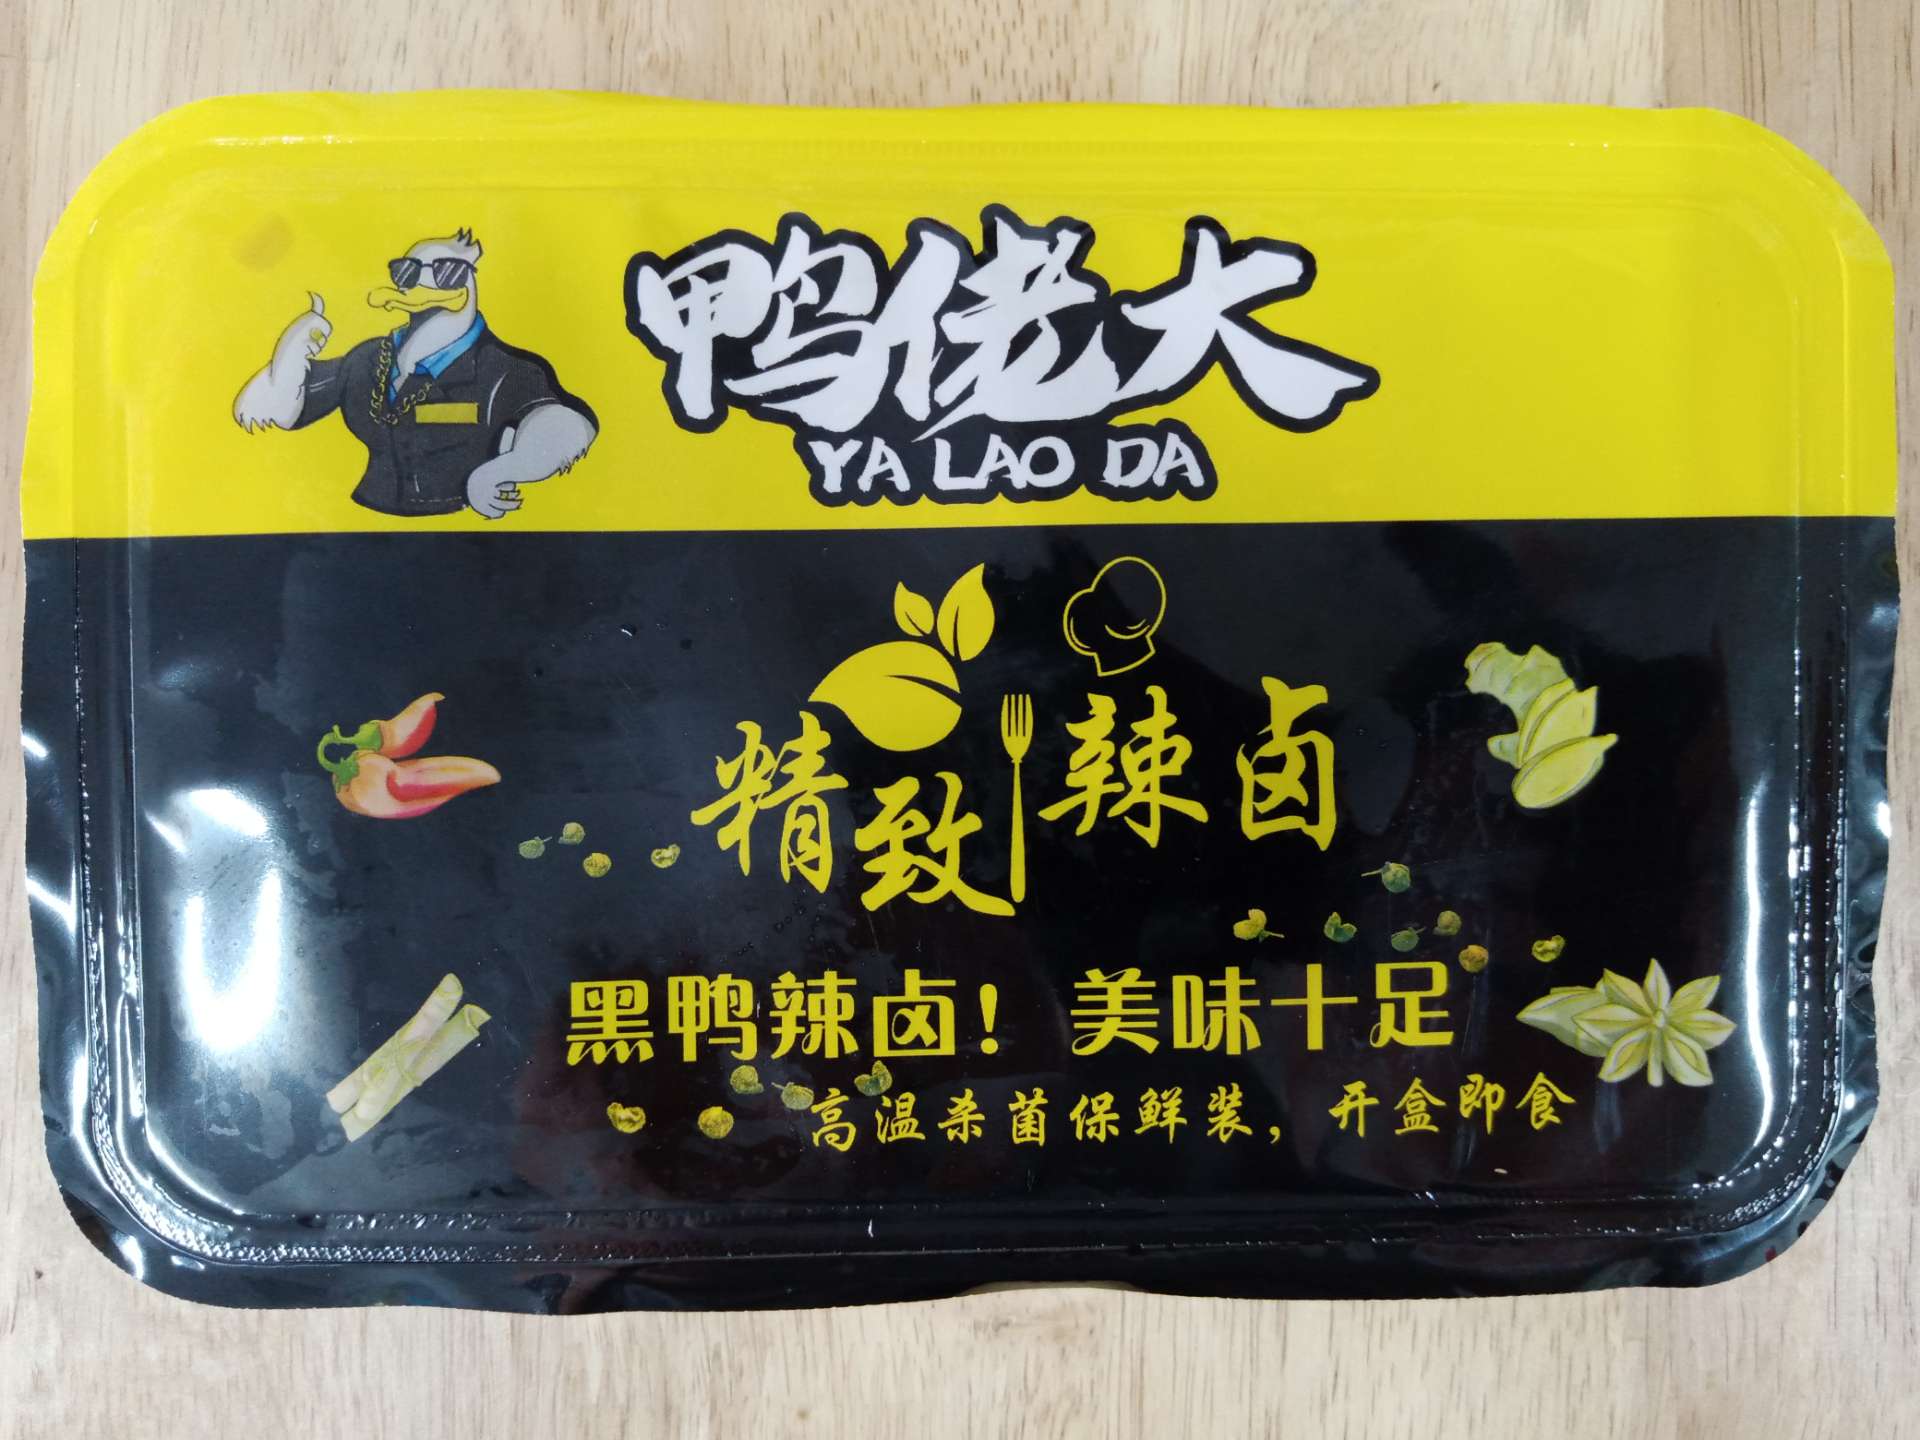 鸭佬大
YA LAO DA
精致辣卤
黑鸭辣卤！美味十足
高温杀菌保鲜装，开盒即食